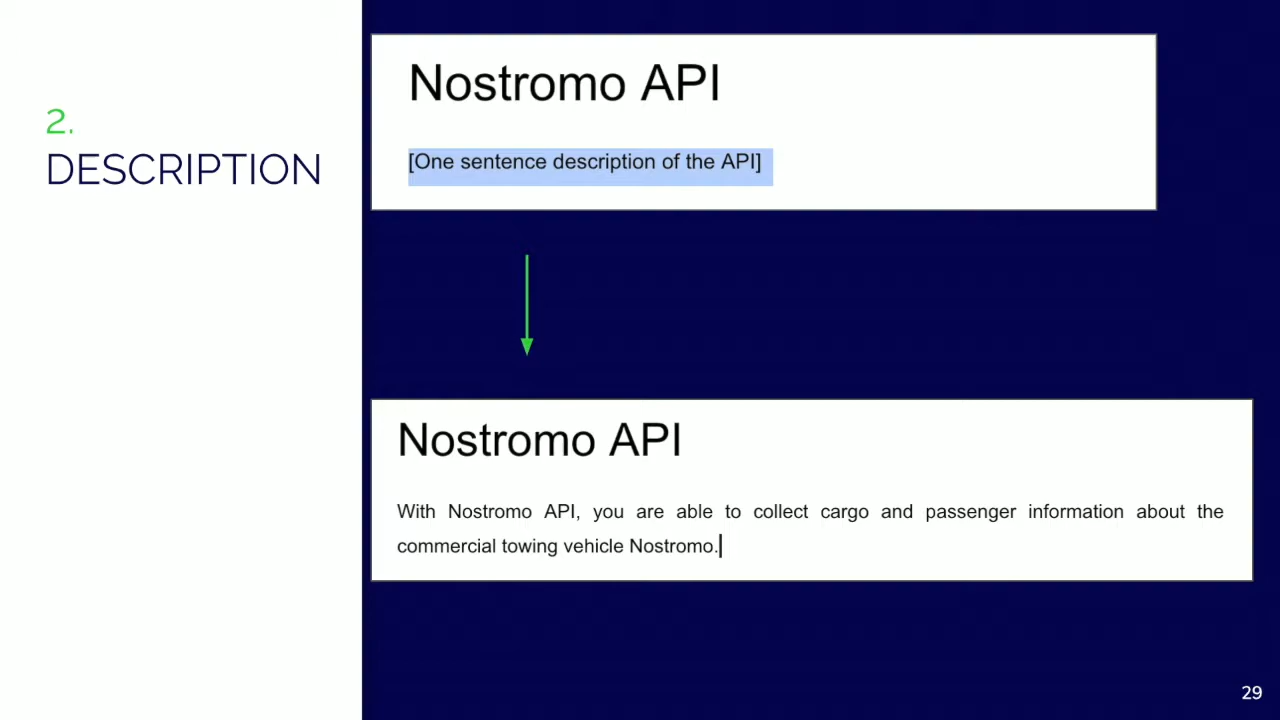 2.
DESCRIPTION
Nostromo API
[One sentence description of the API]
Nostromo API
With Nostromo API, you are able to collect cargo and passenger information about the
commercial towing vehicle Nostromo.
29